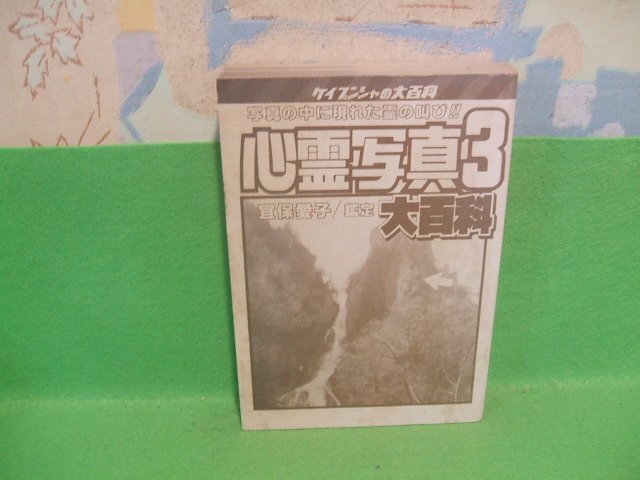 ケイブンシャの大百科
写真の中に現れた霊の叫び!!
心霊写真3
大百科
宜保愛子/鑑定